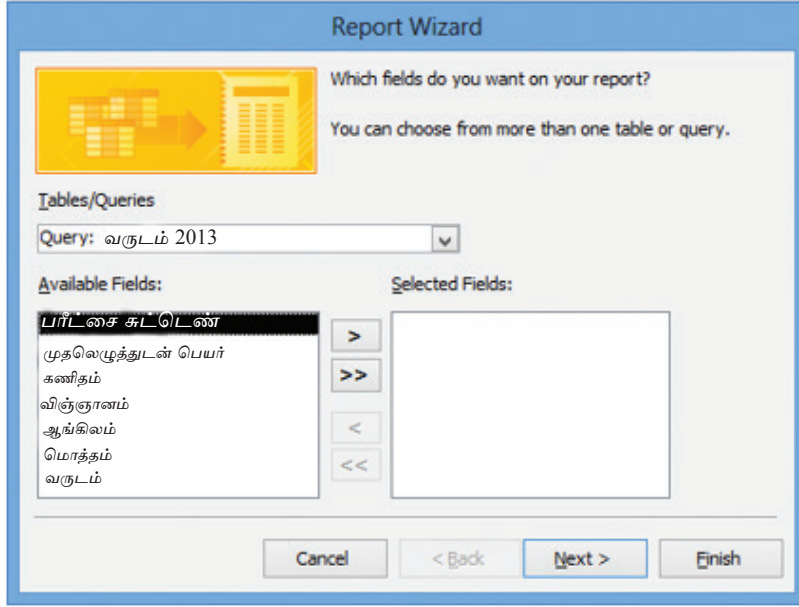 Report Wizard
Which fields do you want on your report?
You can choose from more than one table or query.
Tables/Queries
Query: வருடம் 2013
Available Fields:
Selected Fields:
பரீட்சை சுட்டெண்
முதலெழுத்துடன் பெயர்
கணிதம்
விஞ்ஞானம்
ஆங்கிலம்
மொத்தம்
வருடம்
>
>>
<
<<
Cancel
< Back
Next >
Finish